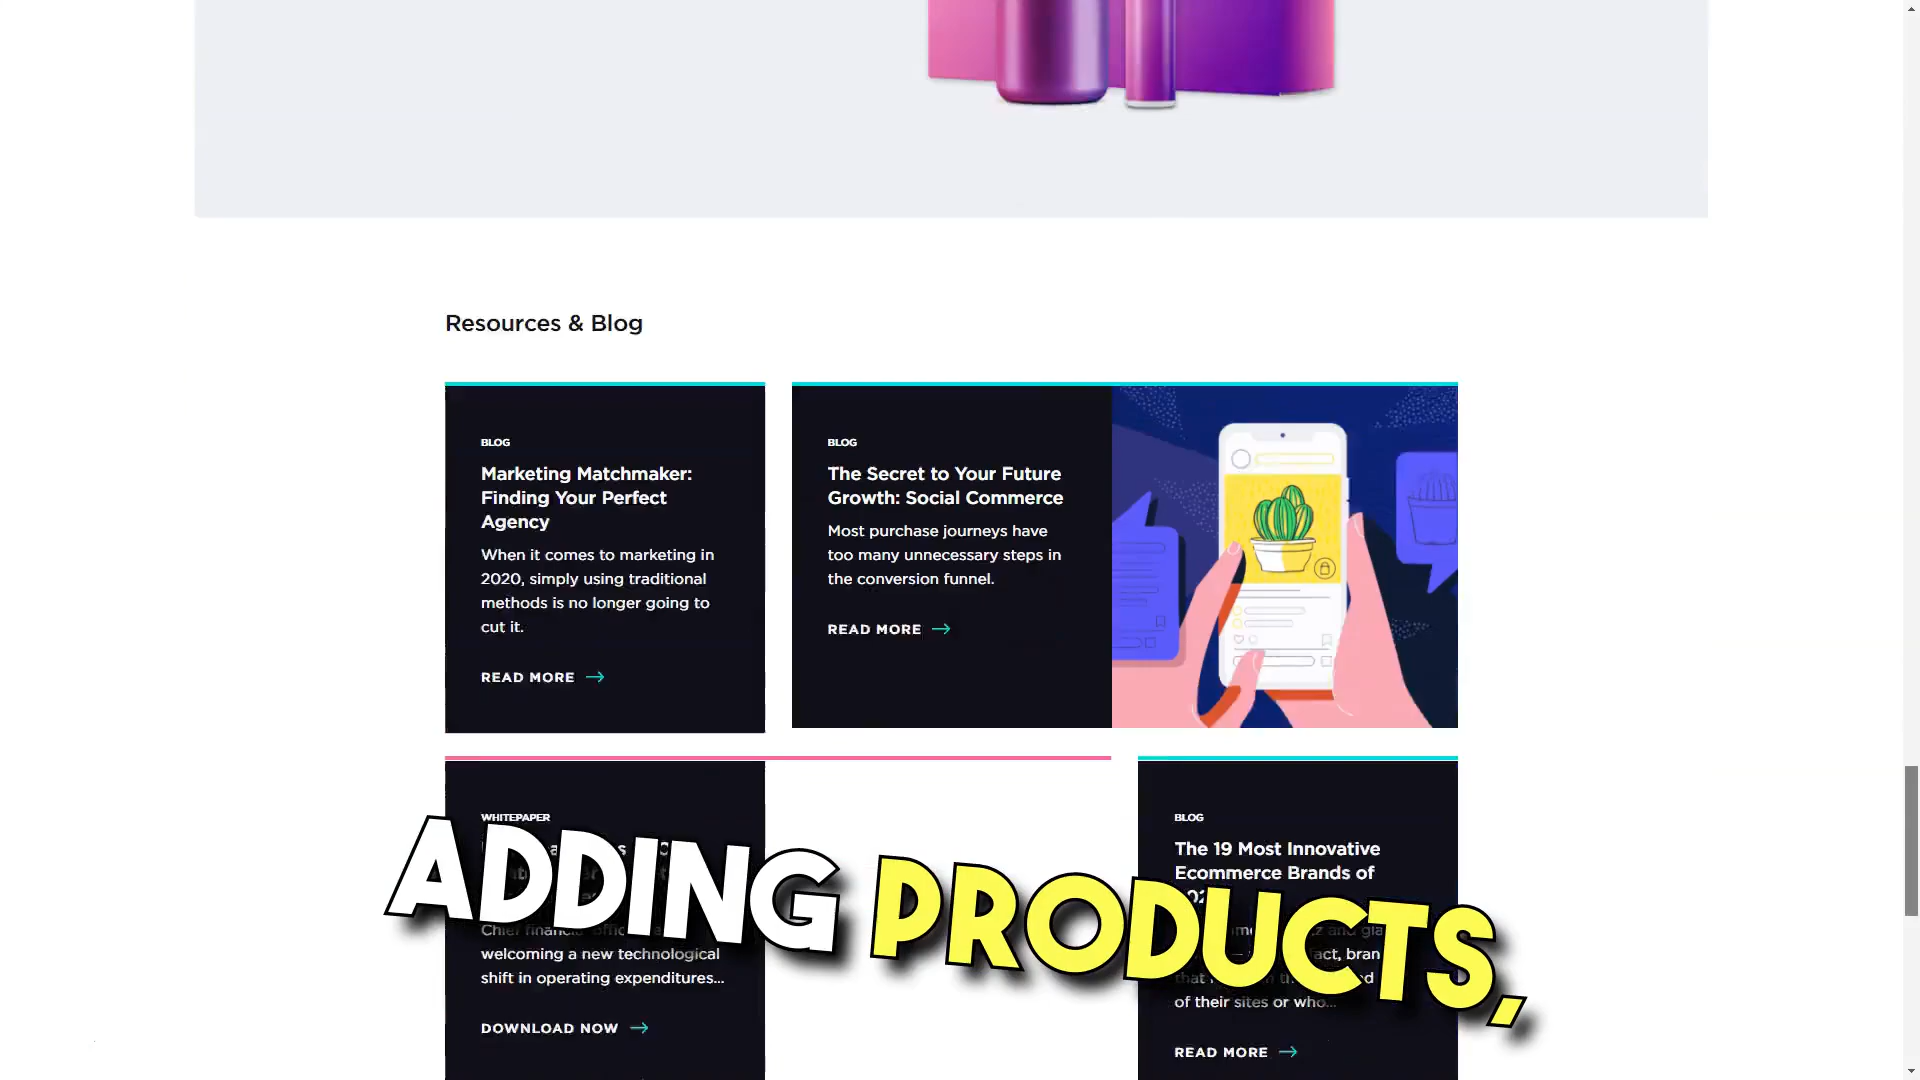 Resources & Blog
BLOG
Marketing Matchmaker:
Finding Your Perfect
Agency
When it comes to marketing in
2020, simply using traditional
methods is no longer going to
cut it.
READ MORE
BLOG
The Secret to Your Future
Growth: Social Commerce
Most purchase journeys have
too many unnecessary steps in
the conversion funnel.
READ MORE
WHITEPAPER
welcoming a new technological
shift in operating expenditures...
DOWNLOAD NOW
BLOG
The 19 Most Innovative
Ecommerce Brands of
of their sites or who...
READ MORE
ADDING PRODUCTS,